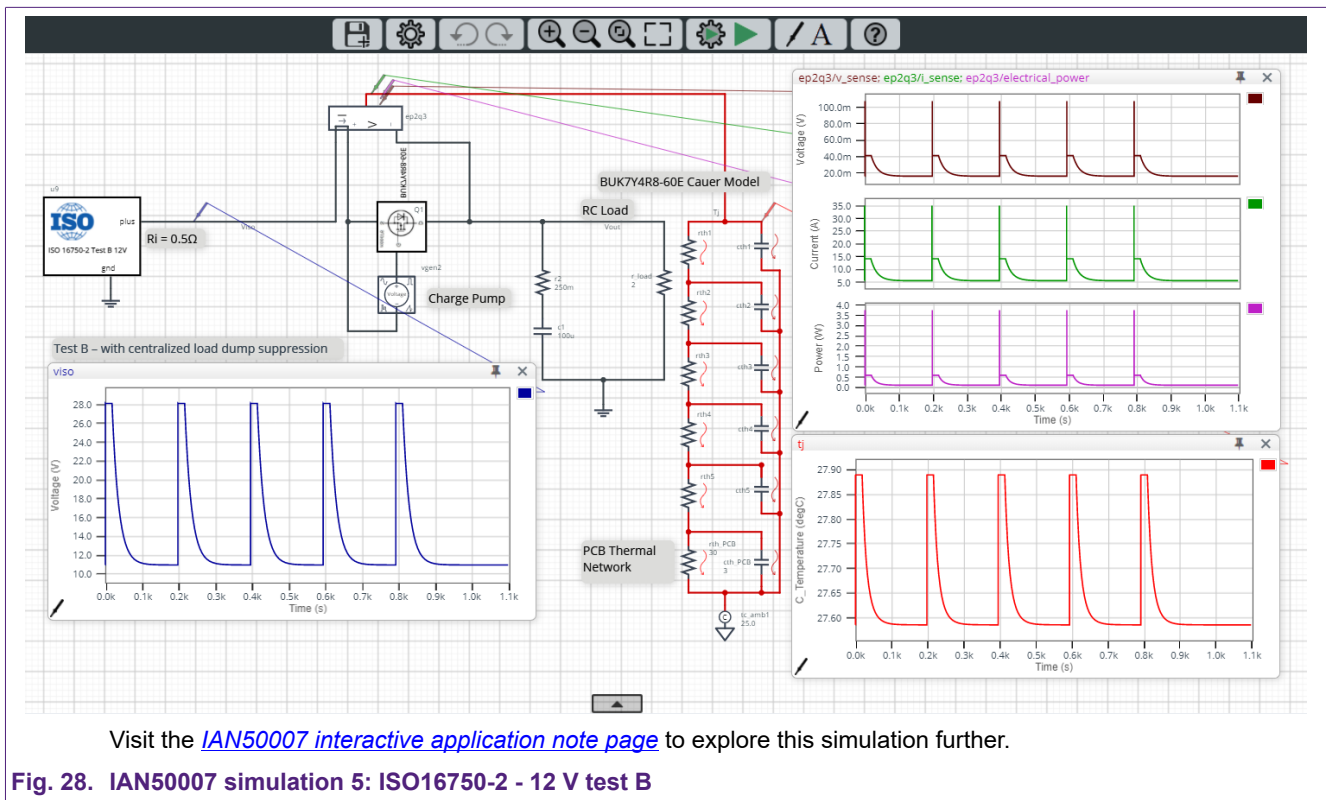 A
?
ep2q3/v_sense; ep2q3/i_sense; ep2q3/electrical_power
Voltage (V)
100.0m
80.0m
60.0m
40.0m
20.0m
Current (A)
35.0
30.0
25.0
20.0
15.0
10.0
5.0
Power (W)
4.0
3.5
3.0
2.5
2.0
1.5
1.0
0.5
0.0
0.0k 0.1k 0.2k 0.3k 0.4k 0.5k 0.6k 0.7k 0.8k 0.9k 1.0k 1.1k
Time (s)
ep2q3
V
u9
ISO
ISO 16750-2 Test B 12V
plus
gnd
Ri = 0.5Ω
Viso
Q3
vgen2
Voltage
Charge Pump
RC Load
Vout
r2
250m
c1
100u
r_load
2
BUK7Y4R8-60E Cauer Model
Tj
rth1
cth1
rth2
cth2
rth3
cth3
rth4
cth4
rth5
cth5
PCB Thermal
Network
rth_PCB
30
cth_PCB
3
C
tc_amb1
25.0
Test B – with centralized load dump suppression
viso
Voltage (V)
28.0
26.0
24.0
22.0
20.0
18.0
16.0
14.0
12.0
10.0
0.0k 0.1k 0.2k 0.3k 0.4k 0.5k 0.6k 0.7k 0.8k 0.9k 1.0k 1.1k
Time (s)
tj
C_Temperature (degC)
27.90
27.85
27.80
27.75
27.70
27.65
27.60
0.0k 0.1k 0.2k 0.3k 0.4k 0.5k 0.6k 0.7k 0.8k 0.9k 1.0k 1.1k
Time (s)
Visit the IAN50007 interactive application note page to explore this simulation further.
Fig. 28. IAN50007 simulation 5: ISO16750-2 - 12 V test B